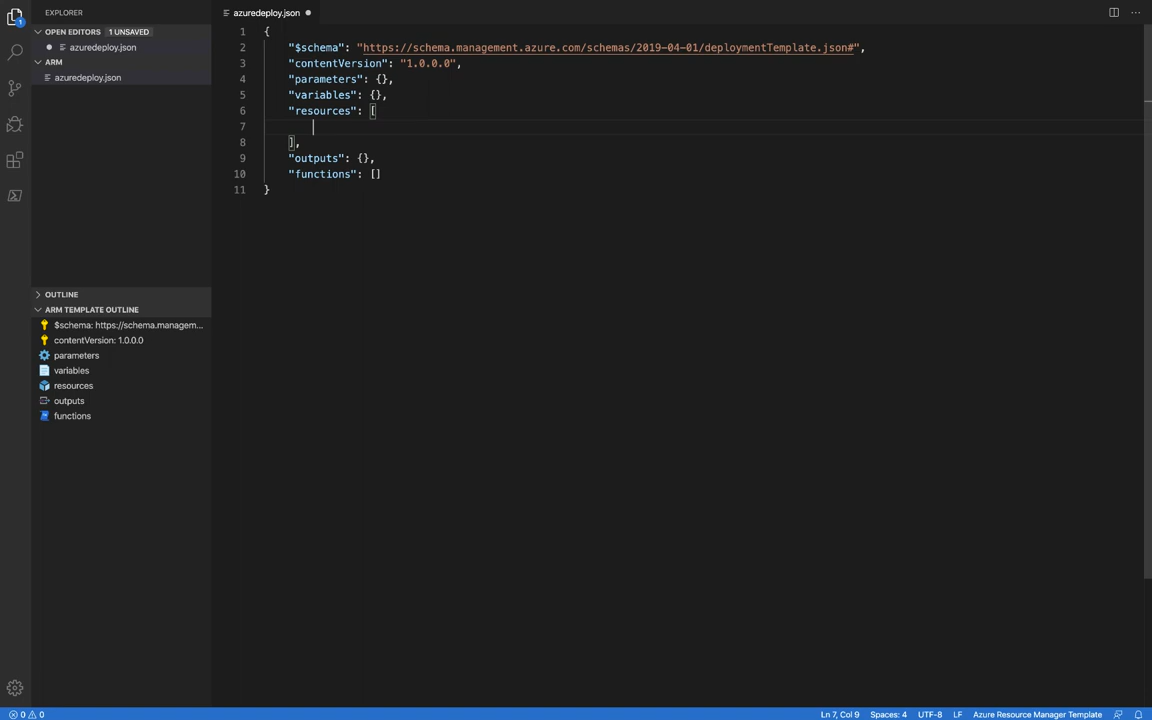 EXPLORER
OPEN EDITORS 1 UNSAVED
azuredeploy.json
ARM
azuredeploy.json
OUTLINE
ARM TEMPLATE OUTLINE
$schema: https://schema.managem...
contentVersion: 1.0.0.0
parameters
variables
resources
outputs
functions
azuredeploy.json
1 {
2 "$schema": "https://schema.management.azure.com/schemas/2019-04-01/deploymentTemplate.json#",
3 "contentVersion": "1.0.0.0",
4 "parameters": {},
5 "variables": {},
6 "resources": [
7
8 ],
9 "outputs": {},
10 "functions": []
11 }
1
0 0
Ln 7, Col 9 Spaces: 4 UTF-8 LF Azure Resource Manager Template